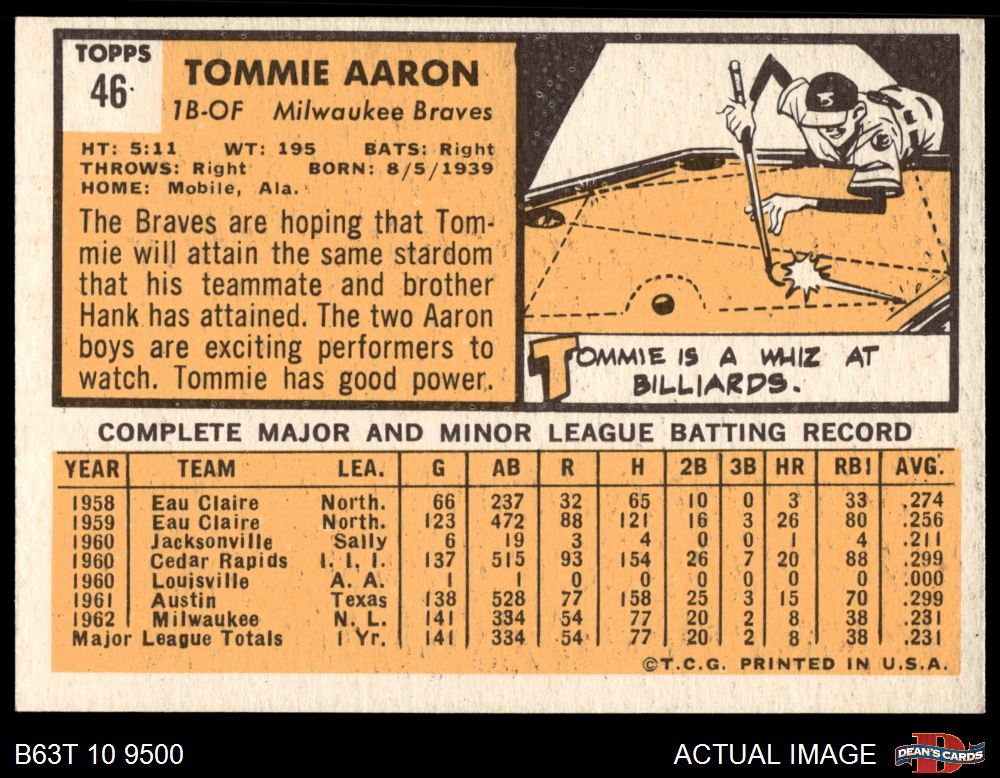 TOPPS
46
TOMMIE AARON
1B-OF Milwaukee Braves
HT: 5:11 WT: 195 BATS: Right
THROWS: Right BORN: 8/5/1939
HOME: Mobile, Ala.
The Braves are hoping that Tom-
mie will attain the same stardom
that his teammate and brother
Hank has attained. The two Aaron
boys are exciting performers to
watch. Tommie has good power.
TOMMIE IS A WHIZ AT
BILLIARDS.
COMPLETE MAJOR AND MINOR LEAGUE BATTING RECORD
YEAR TEAM LEA. G AB R H 2B 3B HR RBI AVG.
1958 Eau Claire North. 66 237 32 65 10 0 3 33 .274
1959 Eau Claire North. 123 472 88 121 16 3 26 80 .256
1960 Jacksonville Sally 6 19 3 4 0 0 1 4 .211
1960 Cedar Rapids I. I. I. 137 515 93 154 26 7 20 88 .299
1960 Louisville A. A. 1 1 0 0 0 0 0 0 .000
1961 Austin Texas 138 528 77 158 25 3 15 70 .299
1962 Milwaukee N. L. 141 334 54 77 20 2 8 38 .231
Major League Totals 1 Yr. 141 334 54 77 20 2 8 38 .231
©T.C.G. PRINTED IN U.S.A.
B63T 10 9500 ACTUAL IMAGE DEAN'S CARDS